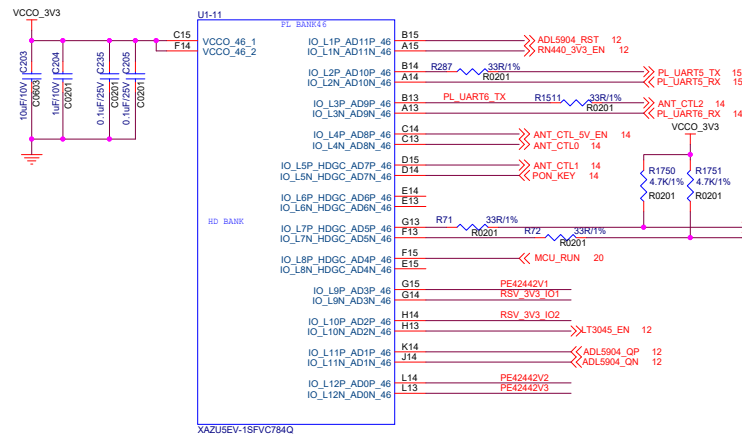 VCCO_3V3
C203
10uF/10V
C0603
C204
1uF/10V
C0201
C235
0.1uF/25V
C0201
C205
0.1uF/25V
C0201
U1-11
PL BANK46
C15 VCCO_46_1
F14 VCCO_46_2
HD BANK
IO_L1P_AD11P_46 B15 ADL5904_RST 12
IO_L1N_AD11N_46 A15 RN440_3V3_EN 12
IO_L2P_AD10P_46 B14 R287 33R/1% R0201 PL_UART5_TX 15
IO_L2N_AD10N_46 A14 PL_UART5_RX 15
IO_L3P_AD9P_46 B13 PL_UART6_TX R1511 33R/1% R0201 ANT_CTL2 14
IO_L3N_AD9N_46 A13 PL_UART6_RX 14
IO_L4P_AD8P_46 C14 ANT_CTL_5V_EN 14
IO_L4N_AD8N_46 C13 ANT_CTL0 14
VCCO_3V3
IO_L5P_HDGC_AD7P_46 D15 ANT_CTL1 14
IO_L5N_HDGC_AD7N_46 D14 PON_KEY 14
R1750 4.7K/1% R0201
R1751 4.7K/1% R0201
IO_L6P_HDGC_AD6P_46 E14
IO_L6N_HDGC_AD6N_46 E13
IO_L7P_HDGC_AD5P_46 G13 R71 33R/1% R0201
IO_L7N_HDGC_AD5N_46 F13 R72 33R/1% R0201
IO_L8P_HDGC_AD4P_46 F15 MCU_RUN 20
IO_L8N_HDGC_AD4N_46 E15
IO_L9P_AD3P_46 G15 PE42442V1
IO_L9N_AD3N_46 G14 RSV_3V3_IO1
IO_L10P_AD2P_46 H14 RSV_3V3_IO2
IO_L10N_AD2N_46 H13 LT3045_EN 12
IO_L11P_AD1P_46 K14 ADL5904_QP 12
IO_L11N_AD1N_46 J14 ADL5904_QN 12
IO_L12P_AD0P_46 L14 PE42442V2
IO_L12N_AD0N_46 L13 PE42442V3
XAZU5EV-1SFVC784Q